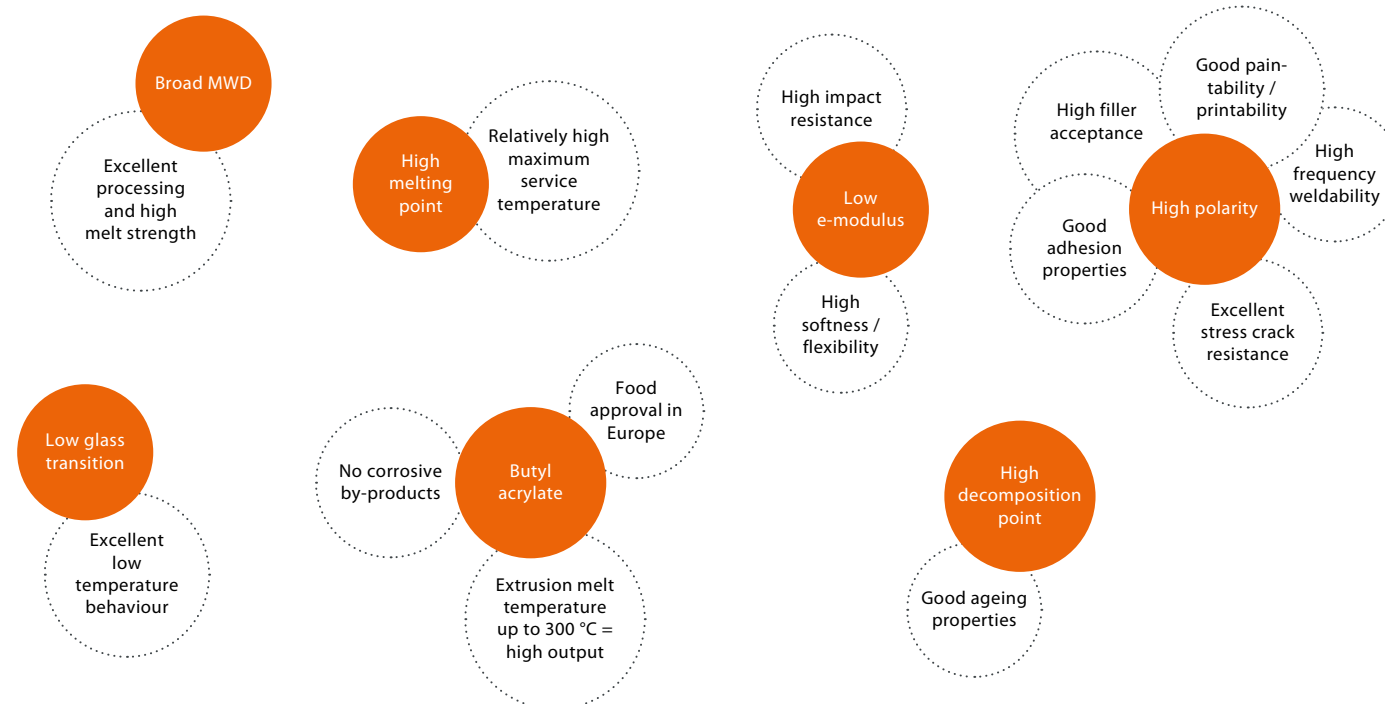 Broad MWD
Excellent
processing
and high
melt strength
High
melting
point
Relatively high
maximum
service
temperature
High impact
resistance
Low
e-modulus
High
softness /
flexibility
Good pain-
tability /
printability
High filler
acceptance
High
frequency
weldability
High polarity
Good
adhesion
properties
Excellent
stress crack
resistance
Low glass
transition
Excellent
low
temperature
behaviour
Food
approval in
Europe
No corrosive
by-products
Butyl
acrylate
Extrusion melt
temperature
up to 300 °C =
high output
High
decomposition
point
Good ageing
properties